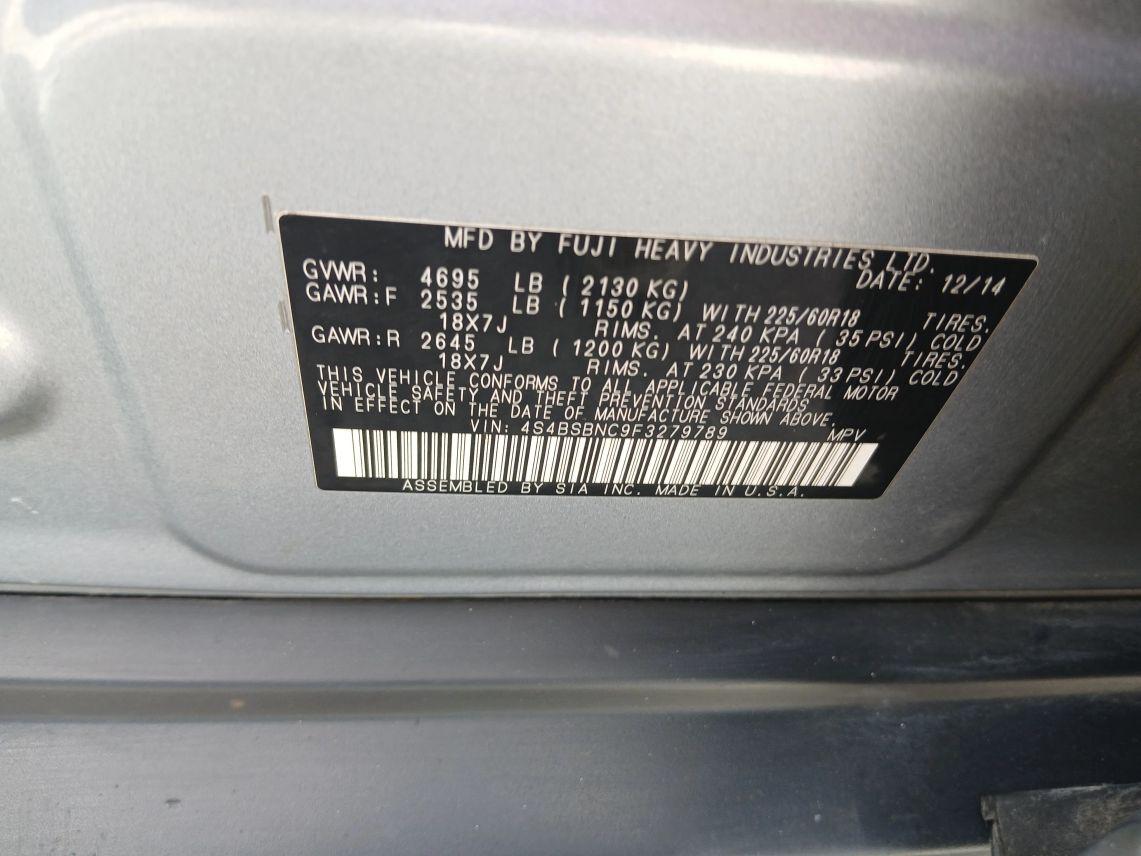 MFD BY FUJI HEAVY INDUSTRIES LTD.
DATE: 12/14
GVWR: 4695 LB ( 2130 KG)
GAWR:F 2535 LB ( 1150 KG) WITH 225/60R18 TIRES.
18X7J RIMS. AT 240 KPA ( 35 PSI) COLD
GAWR:R 2645 LB ( 1200 KG) WITH 225/60R18 TIRES.
18X7J RIMS. AT 230 KPA ( 33 PSI) COLD
THIS VEHICLE CONFORMS TO ALL APPLICABLE FEDERAL MOTOR
VEHICLE SAFETY AND THEFT PREVENTION STANDARDS
IN EFFECT ON THE DATE OF MANUFACTURE SHOWN ABOVE.
VIN: 4S4BSBNC9F3279789 MPV
ASSEMBLED BY SIA INC. MADE IN U.S.A.